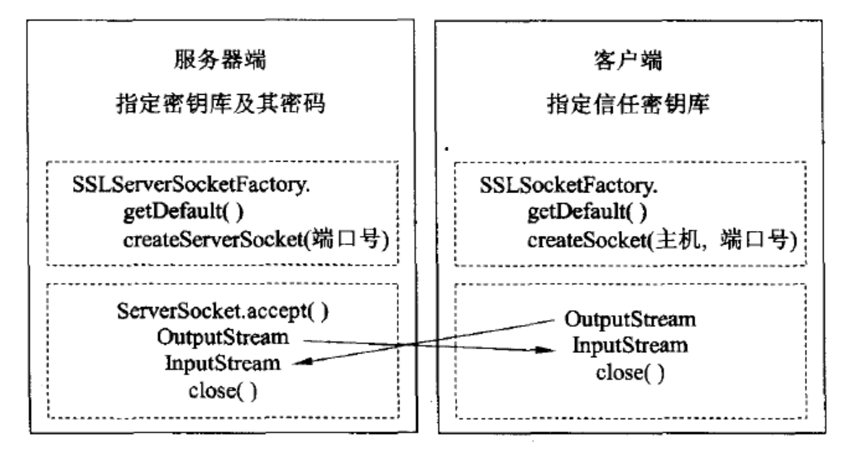 服务器端
指定密钥库及其密码
SSLServerSocketFactory.
getDefault( )
createServerSocket(端口号)
ServerSocket.accept( )
OutputStream
InputStream
close( )
客户端
指定信任密钥库
SSLSocketFactory.
getDefault( )
createSocket(主机, 端口号)
OutputStream
InputStream
close( )